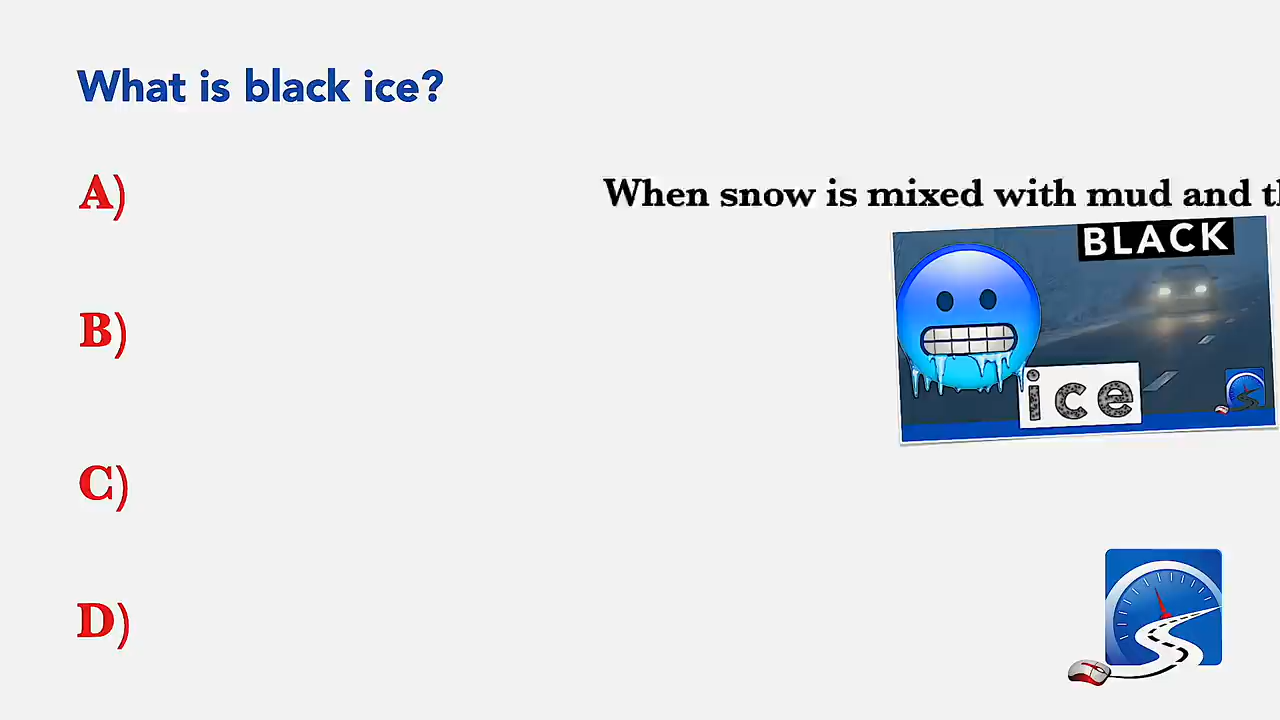 What is black ice?
A) When snow is mixed with mud and
BLACK
ice
B)
C)
D)